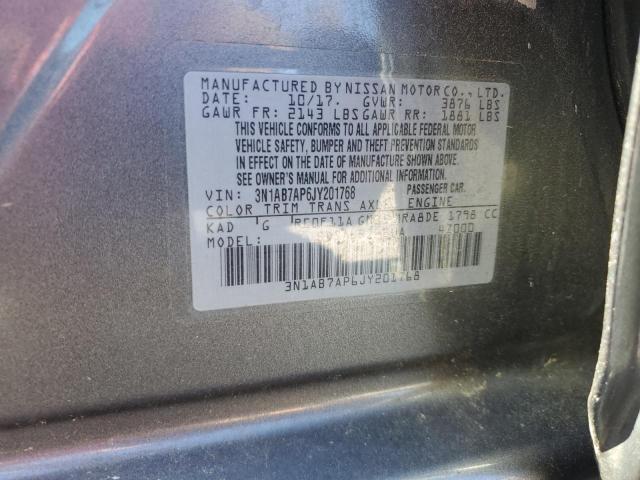 MANUFACTURED BY NISSAN MOTOR CO., LTD.
DATE: 10/17. GVWR: 3876 LBS
GAWR FR: 2143 LBS GAWR RR: 1881 LBS
THIS VEHICLE CONFORMS TO ALL APPLICABLE FEDERAL MOTOR
VEHICLE SAFETY, BUMPER AND THEFT PREVENTION STANDARDS
IN EFFECT ON THE DATE OF MANUFACTURE SHOWN ABOVE.
SEE OWNER'S MANUAL FOR ADDITIONAL INFORMATION
VIN: 3N1AB7AP6JY201768 PASSENGER CAR.
COLOR TRIM TRANS AXLE ENGINE
KAD G RE0F11A MRA8DE 1798 CC
MODEL: 42000
3N1AB7AP6JY201768